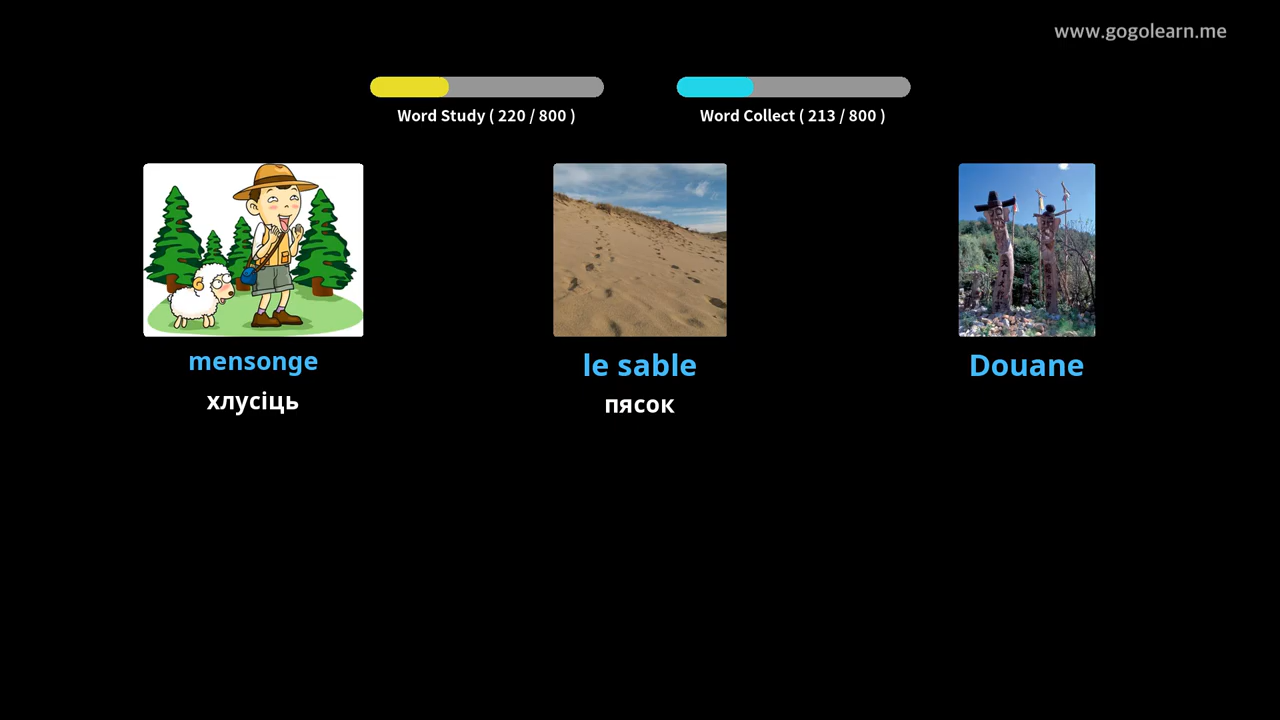 www.gogolearn.me
Word Study ( 220 / 800 )
Word Collect ( 213 / 800 )
mensonge
le sable
Douane
хлусіць
пясок